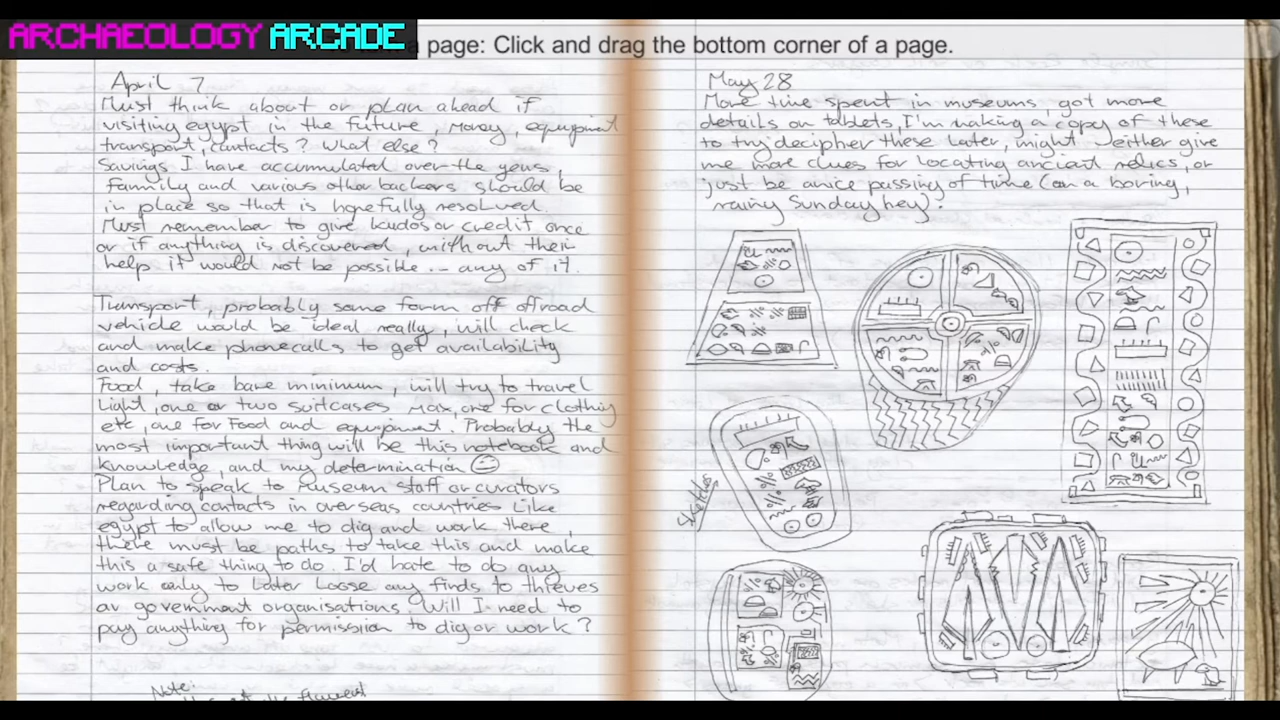 ARCHAEOLOGY ARCADE
a page: Click and drag the bottom corner of a page.
April 7
Must think about or plan ahead if
visiting egypt in the future, money, equipment
transport, contacts? What else?
Savings I have accumulated over the years,
family and various other backers should be
in place so that is hopefully resolved.
Must remember to give kudos or credit once
or if anything is discovered, without their
help it would not be possible -- any of it.
Transport, probably some form off offroad
vehicle would be ideal really, will check
and make phonecalls to get availability
and costs.
Food, take bare minimum, will try to travel
Light, one or two suitcases Max, one for clothing
etc, one for Food and equipment. Probably the
most important thing will be this notebook and
knowledge, and my determination
Plan to speak to Museum staff or curators
regarding contacts in overseas countries Like
egypt to allow me to dig and work there,
there must be paths to take this and make
this a safe thing to do. I'd hate to do any
work only to Later Loose any finds to thieves
or government organisations. Will I need to
pay anything for permission to dig or work?
Note:
May 28
More time spent in museums, got more
details on tablets, I'm making a copy of these
to try decipher these later, might either give
me more clues for locating ancient relics, or
just be a nice passing of time (on a boring,
rainy Sunday hey)?
Sketches